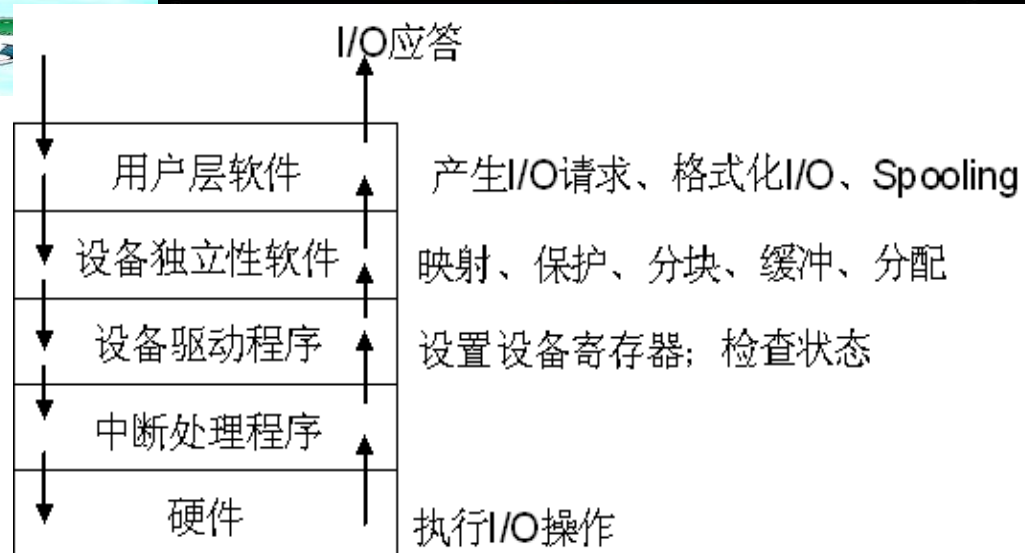 I/O应答
用户层软件 产生I/O请求、格式化I/O、Spooling
设备独立性软件 映射、保护、分块、缓冲、分配
设备驱动程序 设置设备寄存器；检查状态
中断处理程序
硬件 执行I/O操作